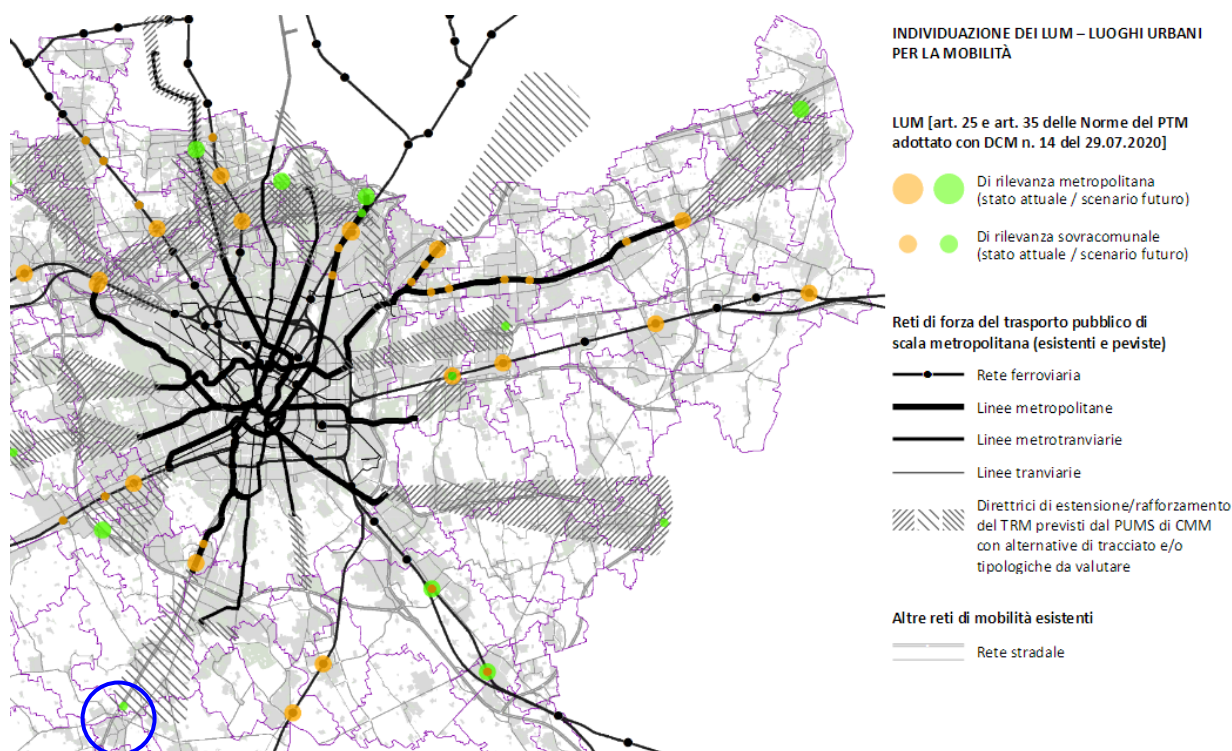 INDIVIDUAZIONE DEI LUM – LUOGHI URBANI
PER LA MOBILITÀ
LUM [art. 25 e art. 35 delle Norme del PTM
adottato con DCM n. 14 del 29.07.2020]
Di rilevanza metropolitana
(stato attuale / scenario futuro)
Di rilevanza sovracomunale
(stato attuale / scenario futuro)
Reti di forza del trasporto pubblico di
scala metropolitana (esistenti e peviste)
Rete ferroviaria
Linee metropolitane
Linee metrotranviarie
Linee tranviarie
Direttrici di estensione/rafforzamento
del TRM previsti dal PUMS di CMM
con alternative di tracciato e/o
tipologiche da valutare
Altre reti di mobilità esistenti
Rete stradale